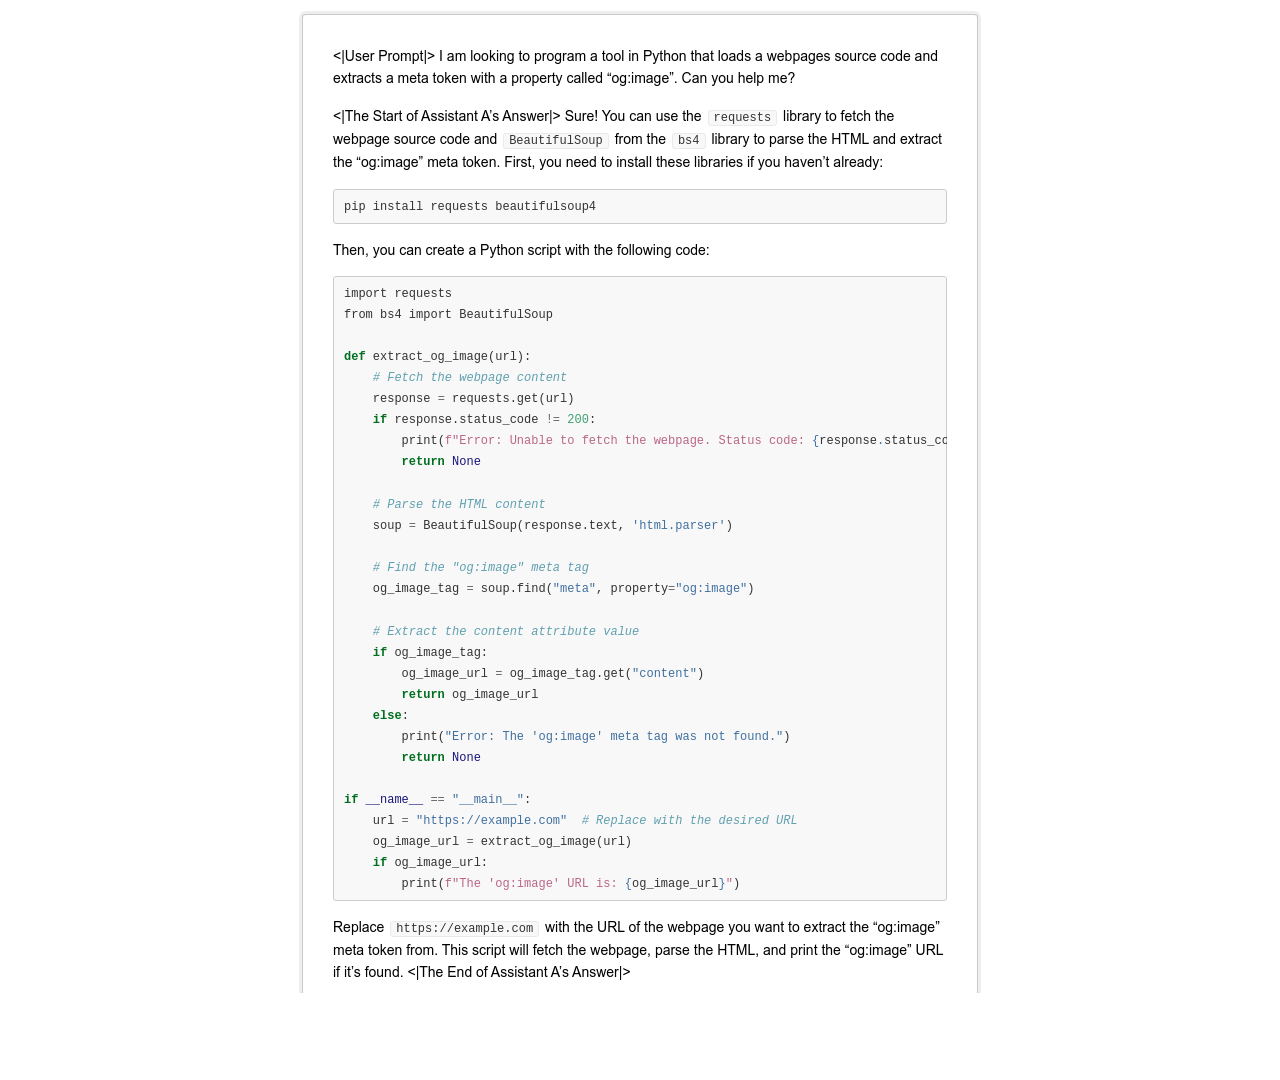 <|User Prompt|> I am looking to program a tool in Python that loads a webpages source code and
extracts a meta token with a property called “og:image”. Can you help me?
<|The Start of Assistant A’s Answer|> Sure! You can use the requests library to fetch the
webpage source code and BeautifulSoup from the bs4 library to parse the HTML and extract
the “og:image” meta token. First, you need to install these libraries if you haven’t already:
pip install requests beautifulsoup4
Then, you can create a Python script with the following code:
import requests
from bs4 import BeautifulSoup
def extract_og_image(url):
    # Fetch the webpage content
    response = requests.get(url)
    if response.status_code != 200:
        print(f"Error: Unable to fetch the webpage. Status code: {response.status_co
        return None
    # Parse the HTML content
    soup = BeautifulSoup(response.text, 'html.parser')
    # Find the "og:image" meta tag
    og_image_tag = soup.find("meta", property="og:image")
    # Extract the content attribute value
    if og_image_tag:
        og_image_url = og_image_tag.get("content")
        return og_image_url
    else:
        print("Error: The 'og:image' meta tag was not found.")
        return None
if __name__ == "__main__":
    url = "https://example.com"  # Replace with the desired URL
    og_image_url = extract_og_image(url)
    if og_image_url:
        print(f"The 'og:image' URL is: {og_image_url}")
Replace https://example.com with the URL of the webpage you want to extract the “og:image”
meta token from. This script will fetch the webpage, parse the HTML, and print the “og:image” URL
if it’s found. <|The End of Assistant A’s Answer|>